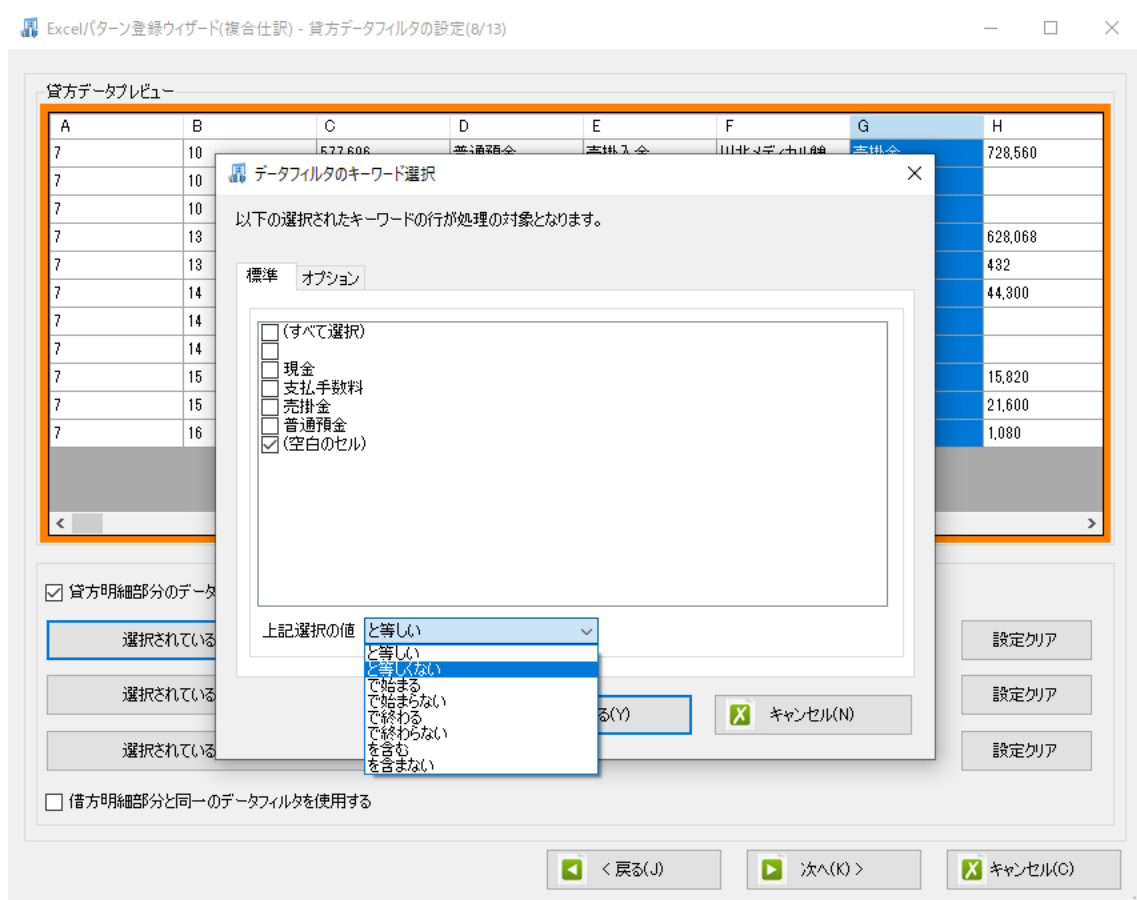 Excelパターン登録ウィザード(複合仕訳) - 貸方データフィルタの設定(8/13)
貸方データプレビュー
A B C D E F G H
7 10 577,606 普通預金 売掛入金 川北メディカル㈱ 売掛金 728,560
7 10
7 10
7 13 628,068
7 13 432
7 14 44,300
7 14
7 14
7 15 15,820
7 15 21,600
7 16 1,080
データフィルタのキーワード選択
以下の選択されたキーワードの行が処理の対象となります。
標準 オプション
(すべて選択)
現金
支払手数料
売掛金
普通預金
(空白のセル)
上記選択の値 と等しい
と等しい
と等しくない
で始まる
で始まらない
で終わる
で終わらない
を含む
を含まない
る(Y) キャンセル(N)
貸方明細部分のデータ
選択されている 設定クリア
選択されている 設定クリア
選択されている 設定クリア
借方明細部分と同一のデータフィルタを使用する
< 戻る(J) 次へ(K) > キャンセル(C)